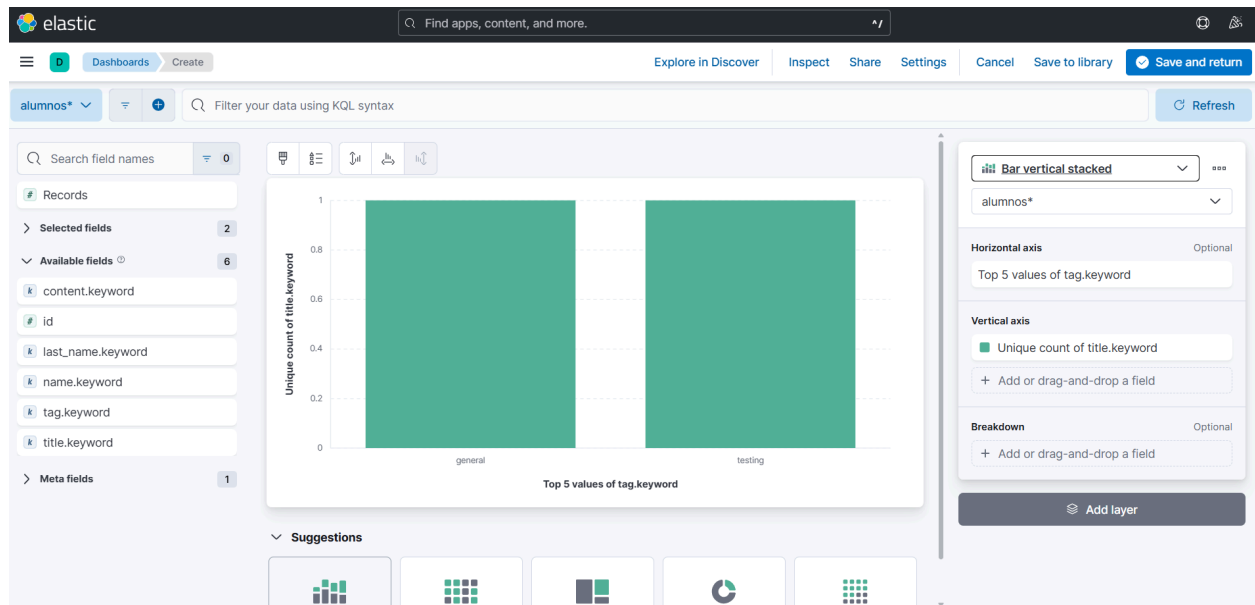 elastic
Find apps, content, and more.
^/
D
Dashboards
Create
Explore in Discover
Inspect
Share
Settings
Cancel
Save to library
Save and return
alumnos*
Filter your data using KQL syntax
Refresh
Search field names
0
# Records
Selected fields
2
Available fields
6
k content.keyword
# id
k last_name.keyword
k name.keyword
k tag.keyword
k title.keyword
Meta fields
1
Unique count of title.keyword
1
0.8
0.6
0.4
0.2
0
general
testing
Top 5 values of tag.keyword
Suggestions
Bar vertical stacked
alumnos*
Horizontal axis
Optional
Top 5 values of tag.keyword
Vertical axis
Unique count of title.keyword
+ Add or drag-and-drop a field
Breakdown
Optional
+ Add or drag-and-drop a field
Add layer